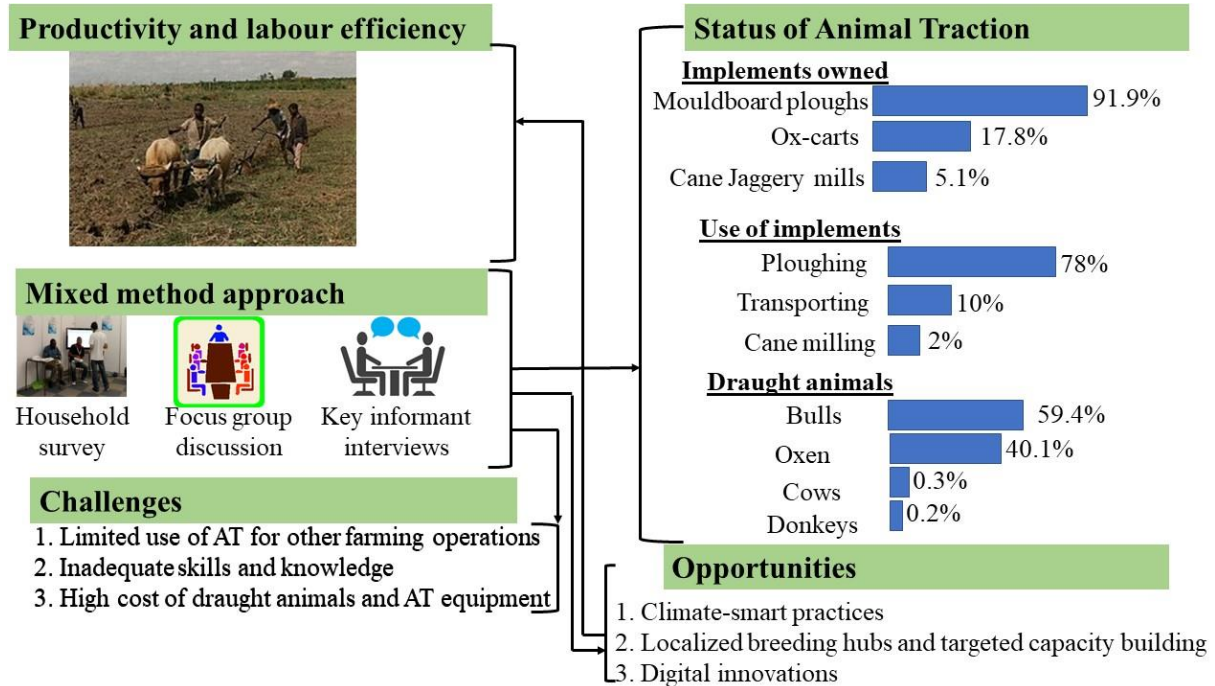 Productivity and labour efficiency
Mixed method approach
Household
survey
Focus group
discussion
Key informant
interviews
Challenges
1. Limited use of AT for other farming operations
2. Inadequate skills and knowledge
3. High cost of draught animals and AT equipment
Status of Animal Traction
Implements owned
Mouldboard ploughs 91.9%
Ox-carts 17.8%
Cane Jaggery mills 5.1%
Use of implements
Ploughing 78%
Transporting 10%
Cane milling 2%
Draught animals
Bulls 59.4%
Oxen 40.1%
Cows 0.3%
Donkeys 0.2%
Opportunities
1. Climate-smart practices
2. Localized breeding hubs and targeted capacity building
3. Digital innovations